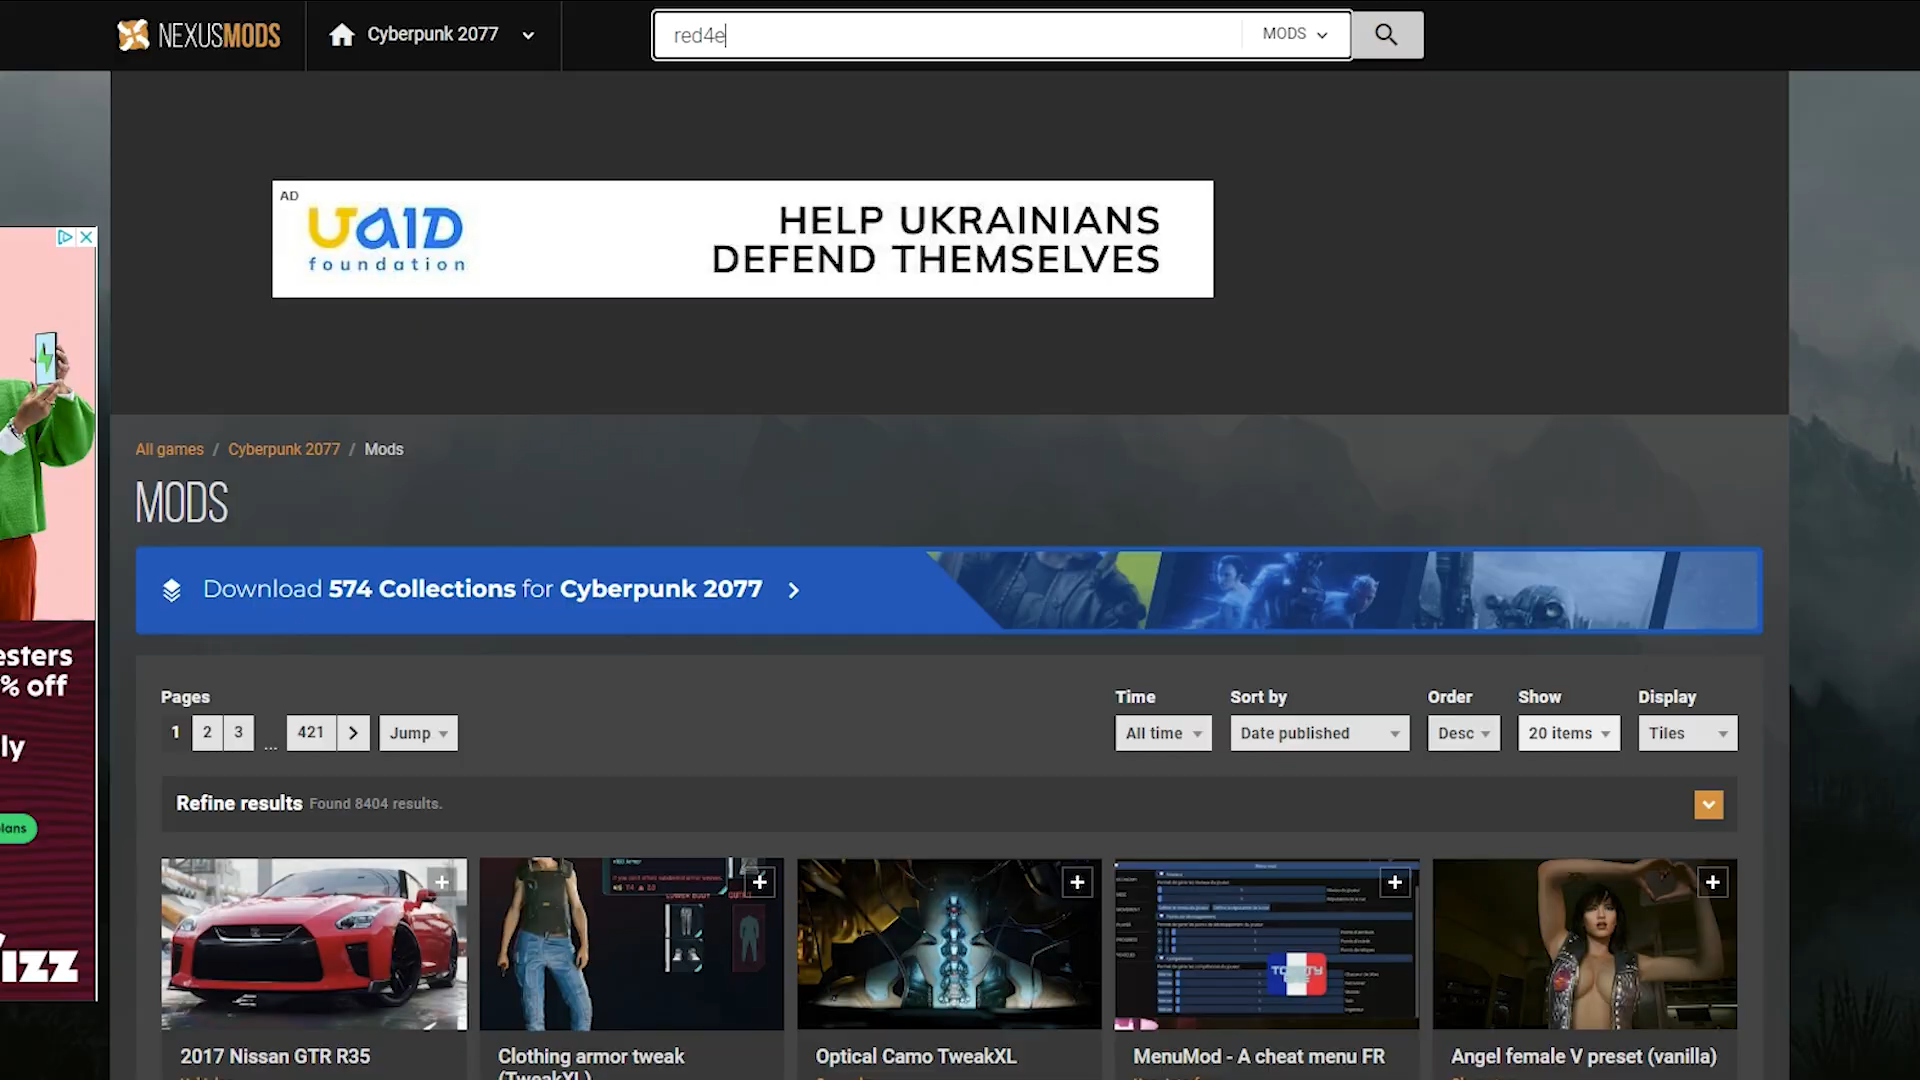 NEXUSMODS
Cyberpunk 2077
red4e
MODS
AD
UAID
foundation
HELP UKRAINIANS
DEFEND THEMSELVES
All games / Cyberpunk 2077 / Mods
MODS
Download 574 Collections for Cyberpunk 2077
Pages
1 2 3 ... 421 Jump
Time
All time
Sort by
Date published
Order
Desc
Show
20 items
Display
Tiles
Refine results Found 8404 results.
2017 Nissan GTR R35
Clothing armor tweak
(TweakXL)
Optical Camo TweakXL
MenuMod - A cheat menu FR
Angel female V preset (vanilla)
esters
% off
ly
lans
izz